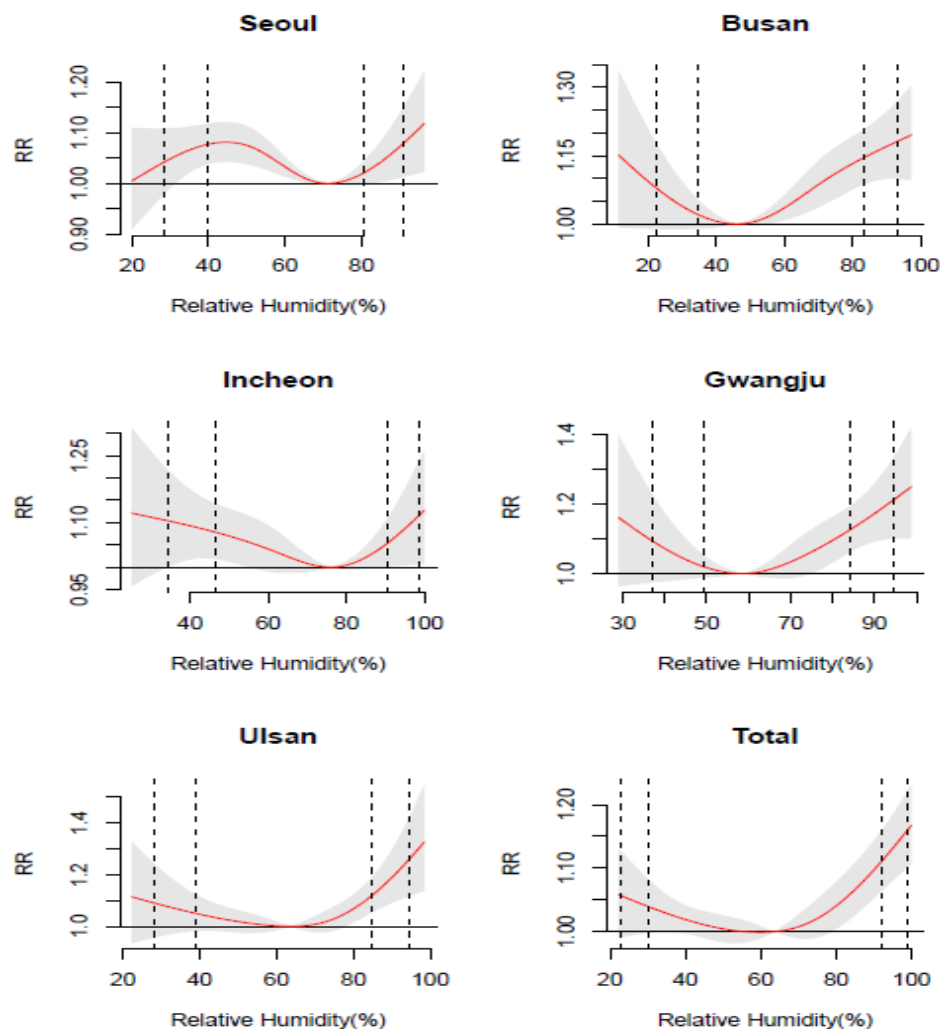 Seoul
RR
0.90 1.00 1.10 1.20
20 40 60 80
Relative Humidity(%)
Busan
RR
1.00 1.15 1.30
20 40 60 80 100
Relative Humidity(%)
Incheon
RR
0.95 1.10 1.25
40 60 80 100
Relative Humidity(%)
Gwangju
RR
1.0 1.2 1.4
30 50 70 90
Relative Humidity(%)
Ulsan
RR
1.0 1.2 1.4
20 40 60 80 100
Relative Humidity(%)
Total
RR
1.00 1.10 1.20
20 40 60 80 100
Relative Humidity(%)